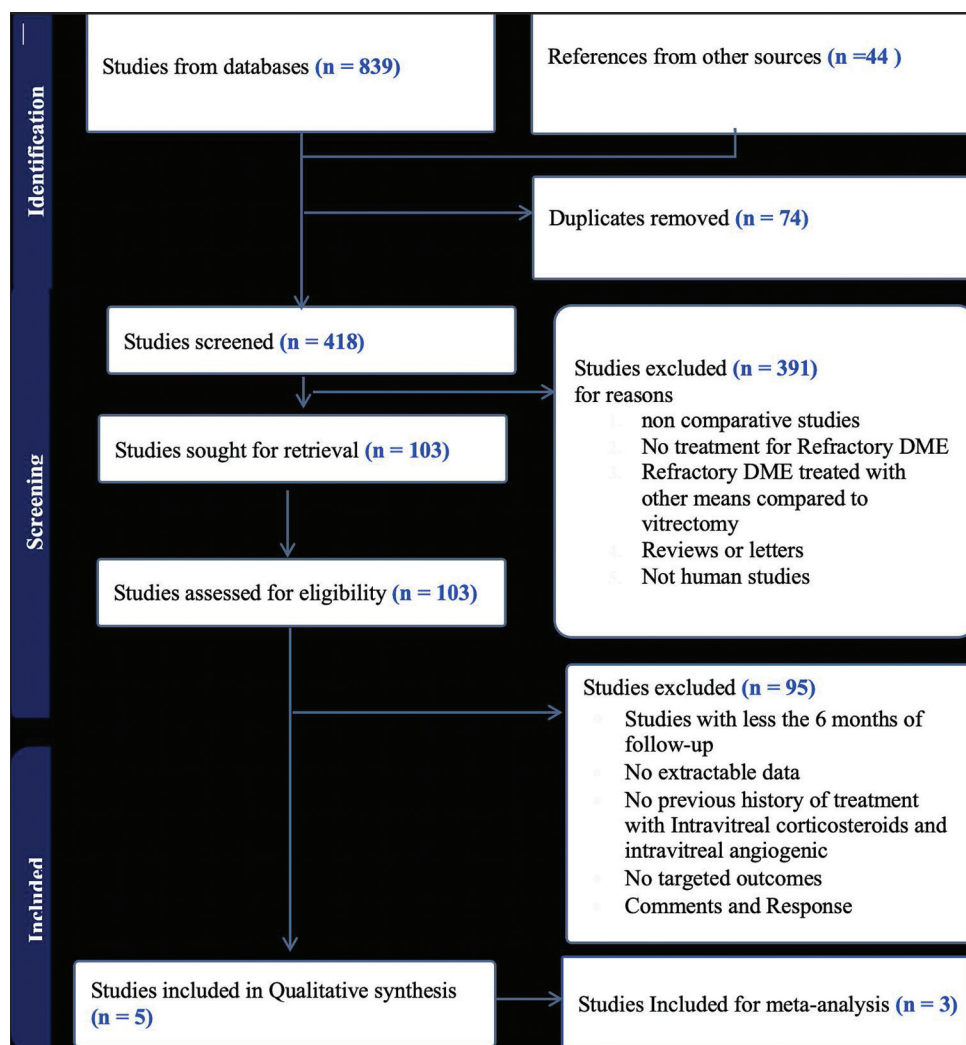 Identification
Studies from databases (n = 839)
References from other sources (n =44 )
Duplicates removed (n = 74)
Screening
Studies screened (n = 418)
Studies excluded (n = 391)
for reasons
1. non comparative studies
2. No treatment for Refractory DME
3. Refractory DME treated with
other means compared to
vitrectomy
4. Reviews or letters
5. Not human studies
Studies sought for retrieval (n = 103)
Studies assessed for eligibility (n = 103)
Studies excluded (n = 95)
• Studies with less the 6 months of
follow-up
• No extractable data
• No previous history of treatment
with Intravitreal corticosteroids and
intravitreal angiogenic
• No targeted outcomes
• Comments and Response
Included
Studies included in Qualitative synthesis
(n = 5)
Studies Included for meta-analysis (n = 3)